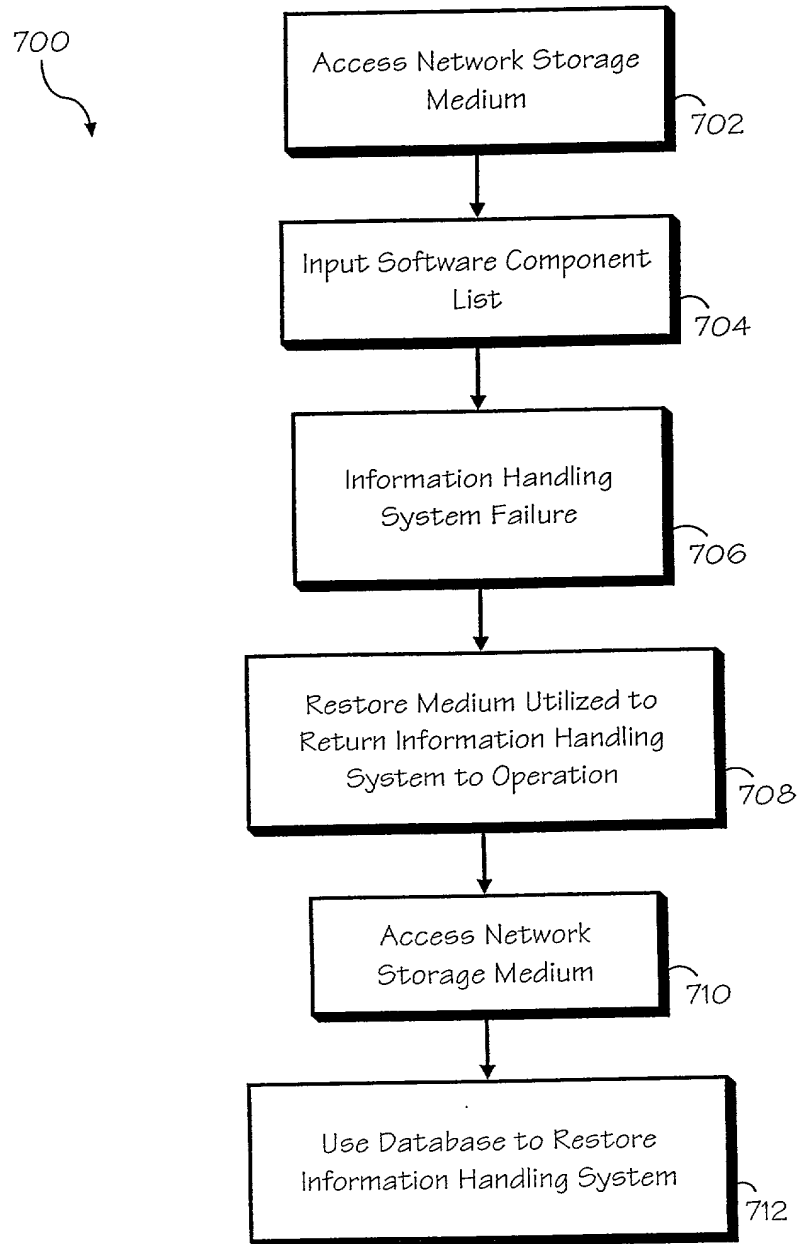 700
Access Network Storage
Medium
702
Input Software Component
List
704
Information Handling
System Failure
706
Restore Medium Utilized to
Return Information Handling
System to Operation
708
Access Network
Storage Medium
710
Use Database to Restore
Information Handling System
712